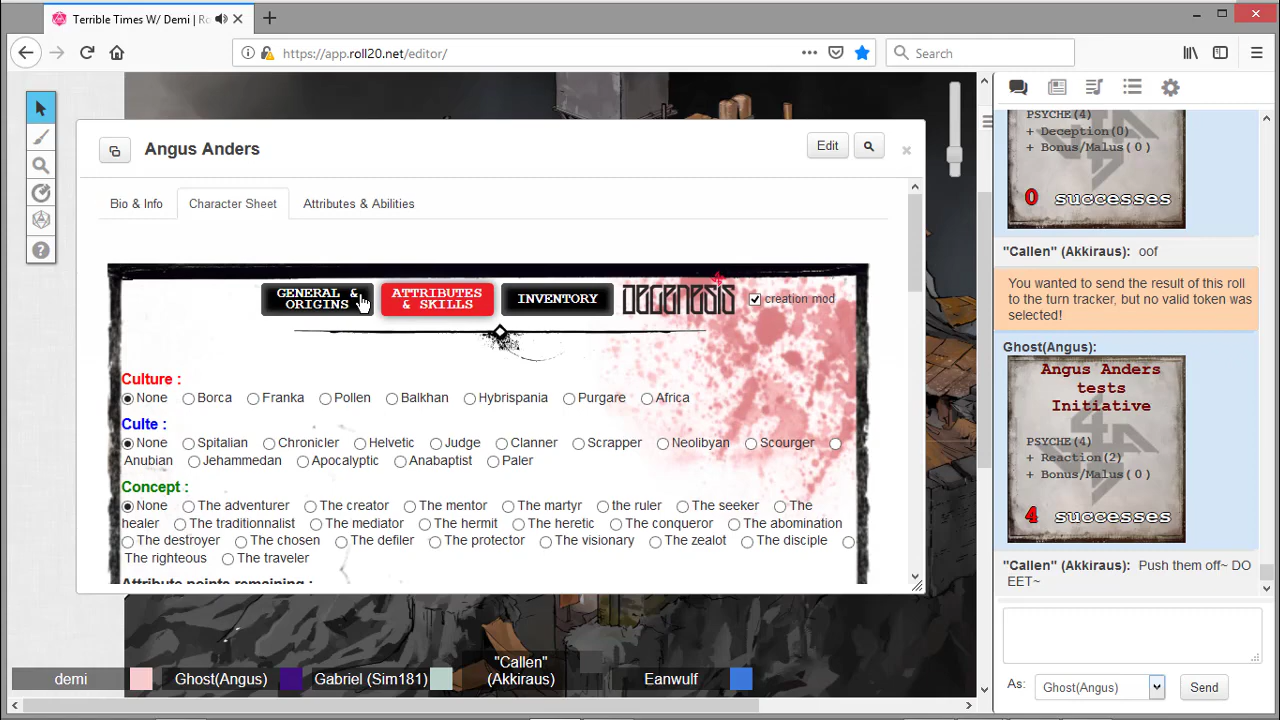 Terrible Times W/ Demi | Ro
https://app.roll20.net/editor/
Search
Angus Anders
Edit
Bio & Info
Character Sheet
Attributes & Abilities
GENERAL &
ORIGINS
ATTRIBUTES
& SKILLS
INVENTORY
DEGENESIS
creation mod
Culture :
None Borca Franka Pollen Balkhan Hybrispania Purgare Africa
Culte :
None Spitalian Chronicler Helvetic Judge Clanner Scrapper Neolibyan Scourger
Anubian Jehammedan Apocalyptic Anabaptist Paler
Concept :
None The adventurer The creator The mentor The martyr the ruler The seeker The
healer The traditionnalist The mediator The hermit The heretic The conqueror The abomination
The destroyer The chosen The defiler The protector The visionary The zealot The disciple
The righteous The traveler
Attribute points remaining :
PSYCHE(4)
+ Deception(0)
+ Bonus/Malus( 0 )
0 successes
"Callen" (Akkiraus): oof
You wanted to send the result of this roll
to the turn tracker, but no valid token was
selected!
Ghost(Angus):
Angus Anders
tests
Initiative
PSYCHE(4)
+ Reaction(2)
+ Bonus/Malus( 0 )
4 successes
"Callen" (Akkiraus): Push them off~ DO
EET~
As:
Ghost(Angus)
Send
demi
Ghost(Angus)
Gabriel (Sim181)
"Callen"
(Akkiraus)
Eanwulf